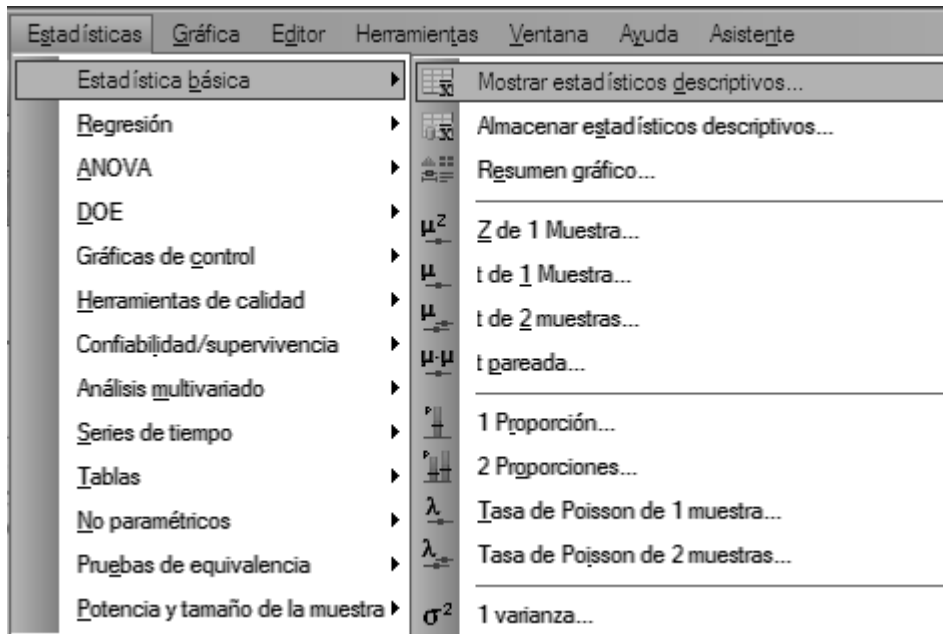 Estadísticas Gráfica Editor Herramientas Ventana Ayuda Asistente
Estadística básica
Regresión
ANOVA
DOE
Gráficas de control
Herramientas de calidad
Confiabilidad/supervivencia
Análisis multivariado
Series de tiempo
Tablas
No paramétricos
Pruebas de equivalencia
Potencia y tamaño de la muestra
Mostrar estadísticos descriptivos...
Almacenar estadísticos descriptivos...
Resumen gráfico...
μZ Z de 1 Muestra...
μ t de 1 Muestra...
μ t de 2 muestras...
μ-μ t pareada...
P 1 Proporción...
P 2 Proporciones...
λ Tasa de Poisson de 1 muestra...
λ Tasa de Poisson de 2 muestras...
σ² 1 varianza...